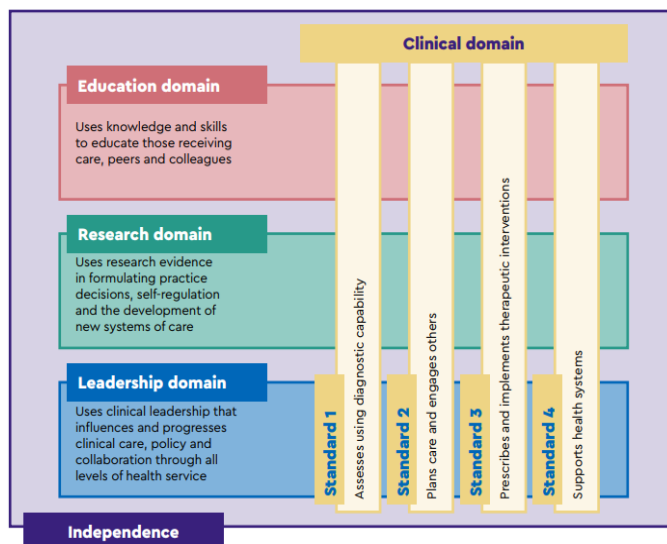 Clinical domain
Education domain
Uses knowledge and skills
to educate those receiving
care, peers and colleagues
Research domain
Uses research evidence
in formulating practice
decisions, self-regulation
and the development of
new systems of care
Leadership domain
Uses clinical leadership that
influences and progresses
clinical care, policy and
collaboration through all
levels of health service
Standard 1
Assesses using diagnostic capability
Standard 2
Plans care and engages others
Standard 3
Prescribes and implements therapeutic interventions
Standard 4
Supports health systems
Independence